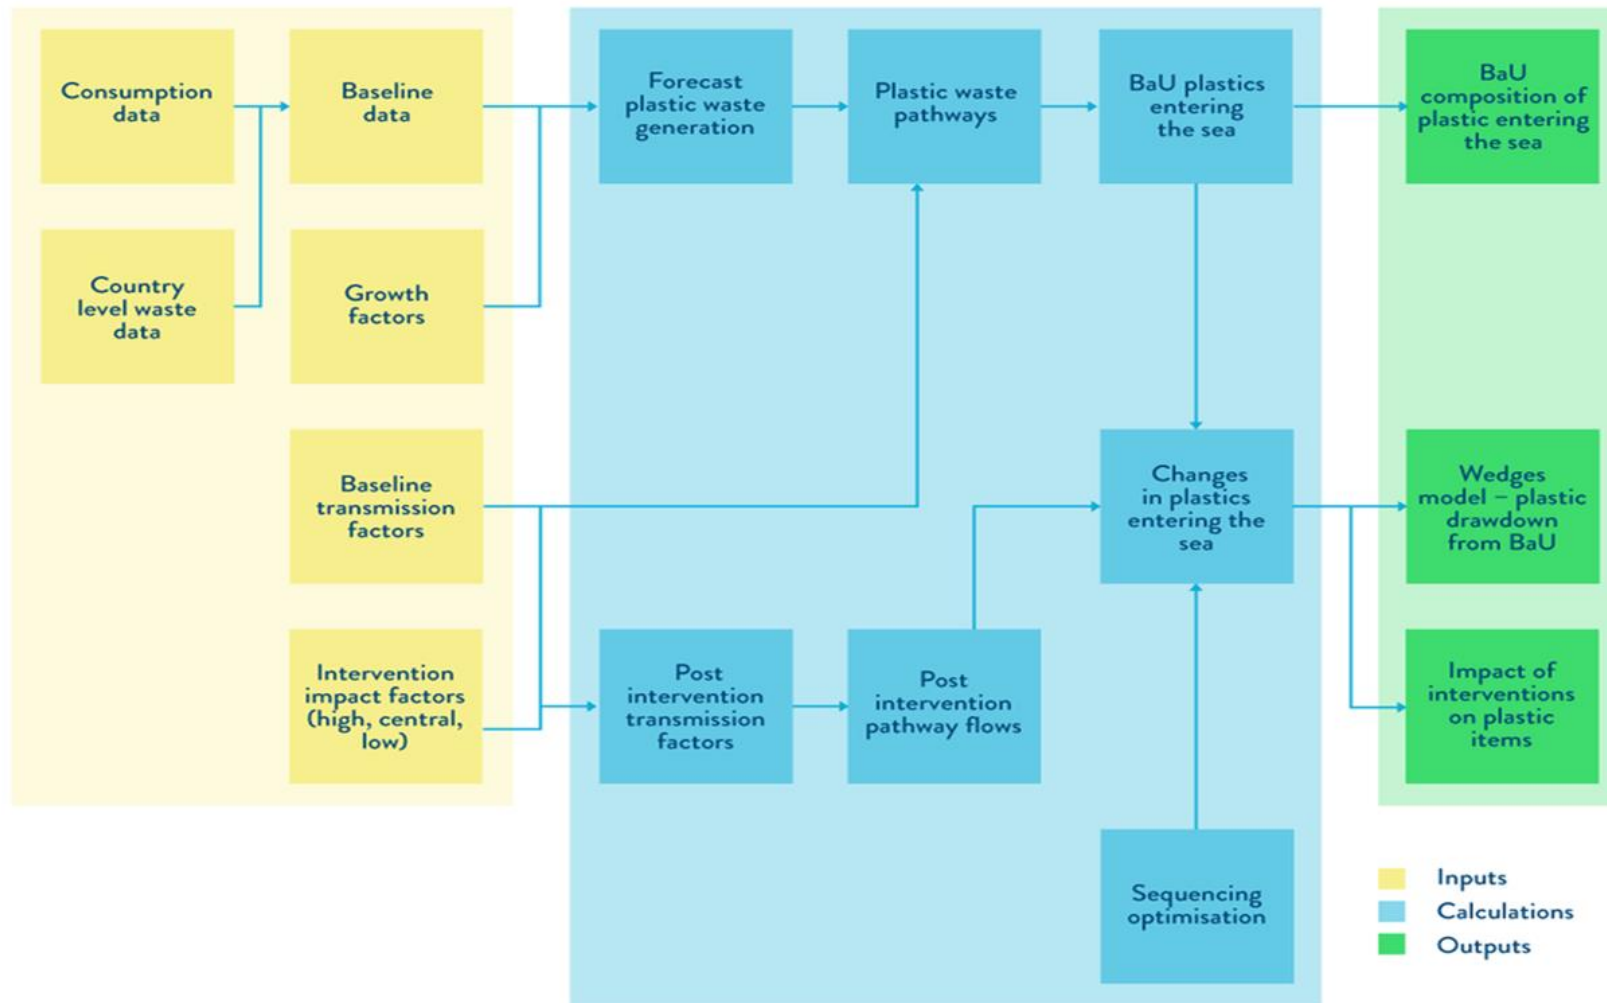 Consumption
data
Baseline
data
Forecast
plastic waste
generation
Plastic waste
pathways
BaU plastics
entering
the sea
BaU
composition of
plastic entering
the sea
Country
level waste
data
Growth
factors
Baseline
transmission
factors
Changes
in plastics
entering the
sea
Wedges
model – plastic
drawdown
from BaU
Intervention
impact factors
(high, central,
low)
Post
intervention
transmission
factors
Post
intervention
pathway flows
Impact of
interventions
on plastic
items
Sequencing
optimisation
Inputs
Calculations
Outputs